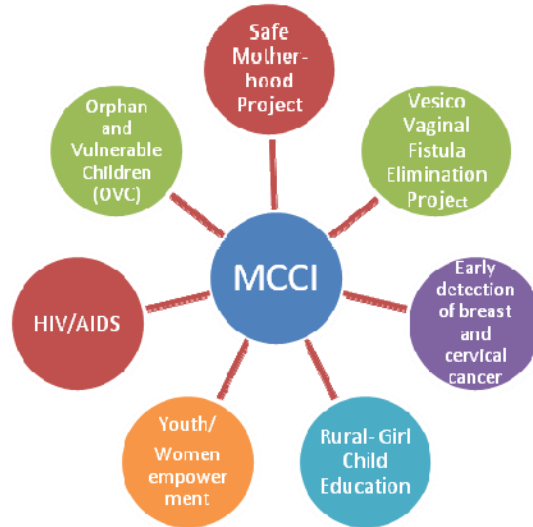 Safe
Mother-
hood
Project
Vesico
Vaginal
Fistula
Elimination
Project
Early
detection
of breast
and
cervical
cancer
Rural- Girl
Child
Education
Youth/
Women
empower
ment
HIV/AIDS
Orphan
and
Vulnerable
Children
(OVC)
MCCI